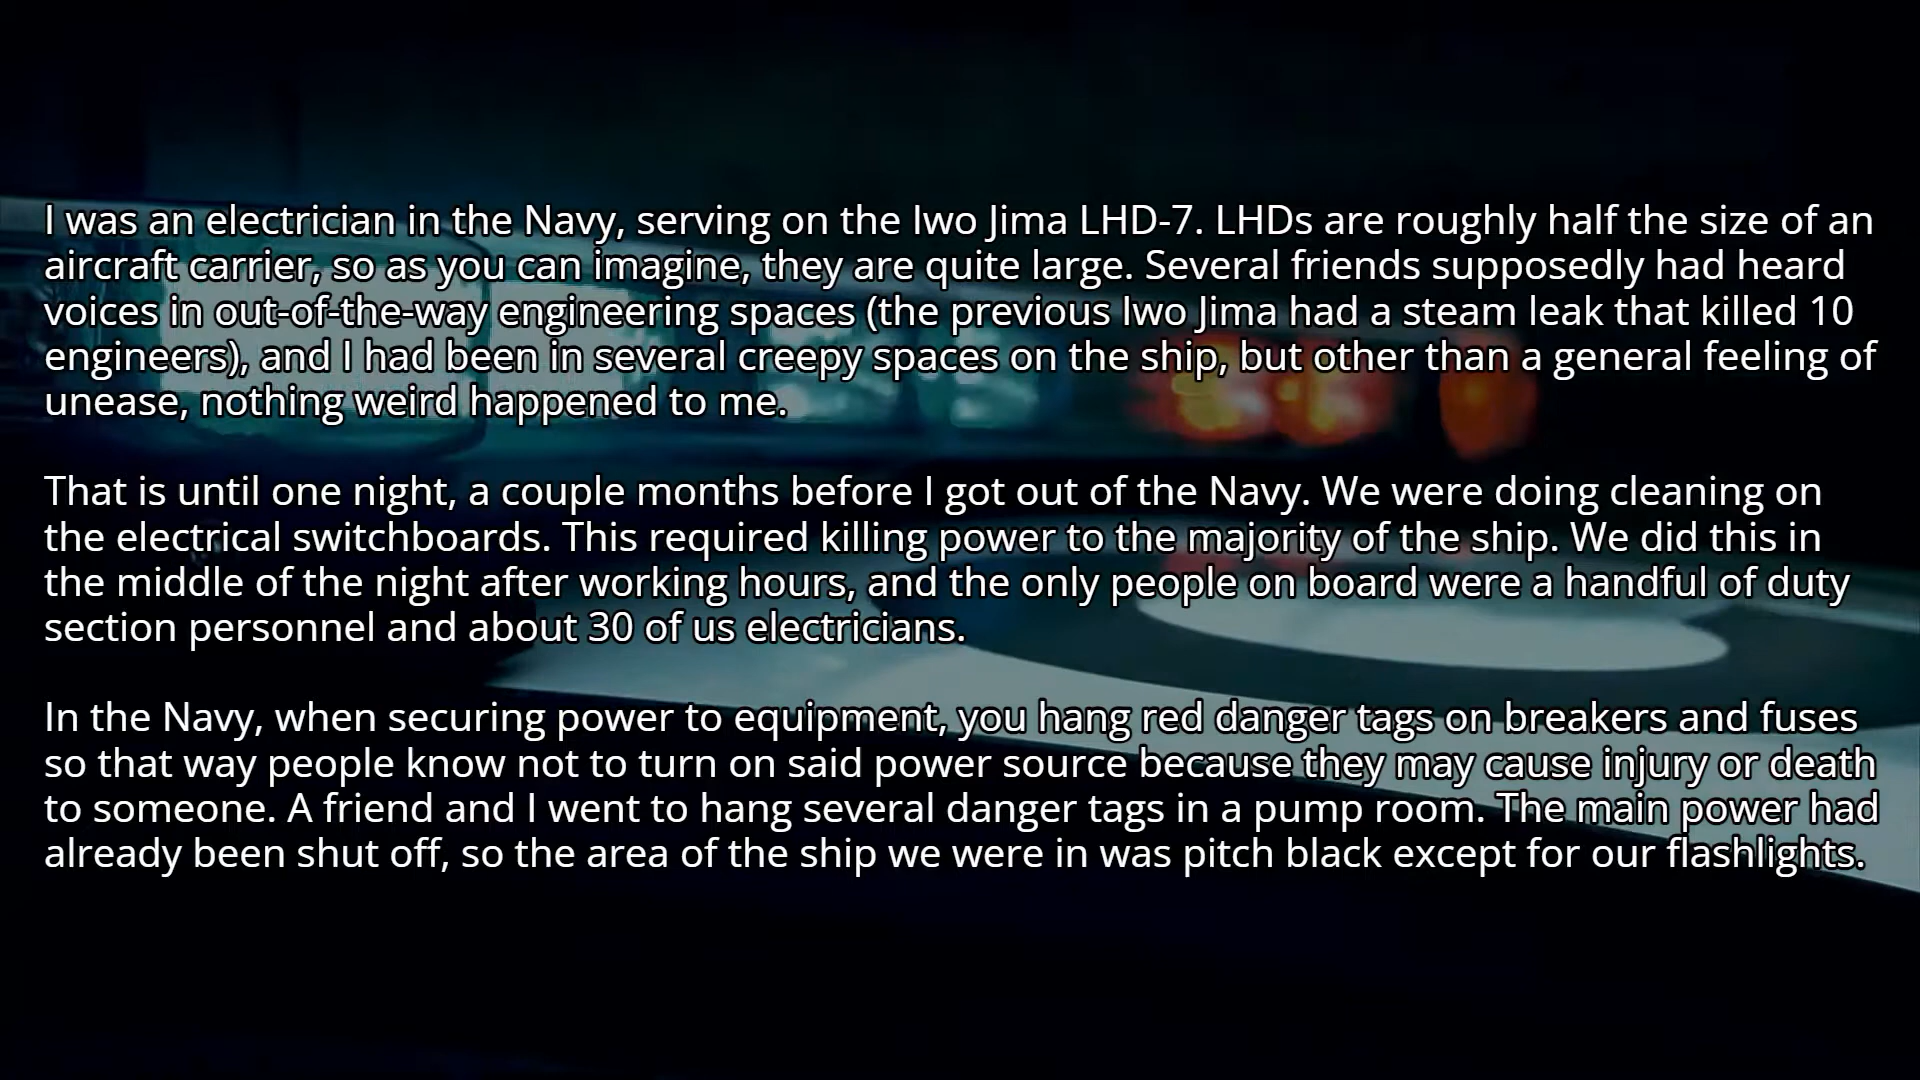 I was an electrician in the Navy, serving on the Iwo Jima LHD-7. LHDs are roughly half the size of an
aircraft carrier, so as you can imagine, they are quite large. Several friends supposedly had heard
voices in out-of-the-way engineering spaces (the previous Iwo Jima had a steam leak that killed 10
engineers), and I had been in several creepy spaces on the ship, but other than a general feeling of
unease, nothing weird happened to me.
That is until one night, a couple months before I got out of the Navy. We were doing cleaning on
the electrical switchboards. This required killing power to the majority of the ship. We did this in
the middle of the night after working hours, and the only people on board were a handful of duty
section personnel and about 30 of us electricians.
In the Navy, when securing power to equipment, you hang red danger tags on breakers and fuses
so that way people know not to turn on said power source because they may cause injury or death
to someone. A friend and I went to hang several danger tags in a pump room. The main power had
already been shut off, so the area of the ship we were in was pitch black except for our flashlights.